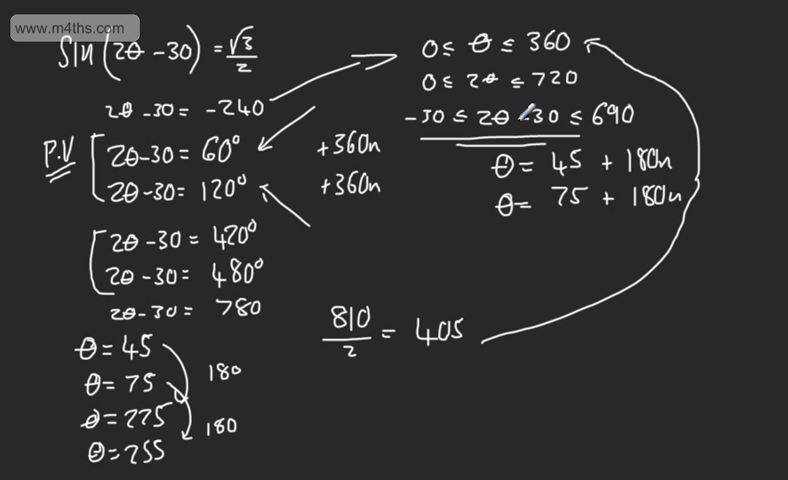 www.m4ths.com
Sin(2θ -30) = √3/2
2θ -30 = -240
P.V
2θ-30 = 60° +360n
2θ-30 = 120° +360n
2θ -30 = 420°
2θ -30 = 480°
2θ -30 = 780
θ = 45
θ = 75
θ = 225
θ = 255
180
180
0 ≤ θ ≤ 360
0 ≤ 2θ ≤ 720
-30 ≤ 2θ -30 ≤ 690
θ = 45 + 180n
θ = 75 + 180n
810/2 = 405